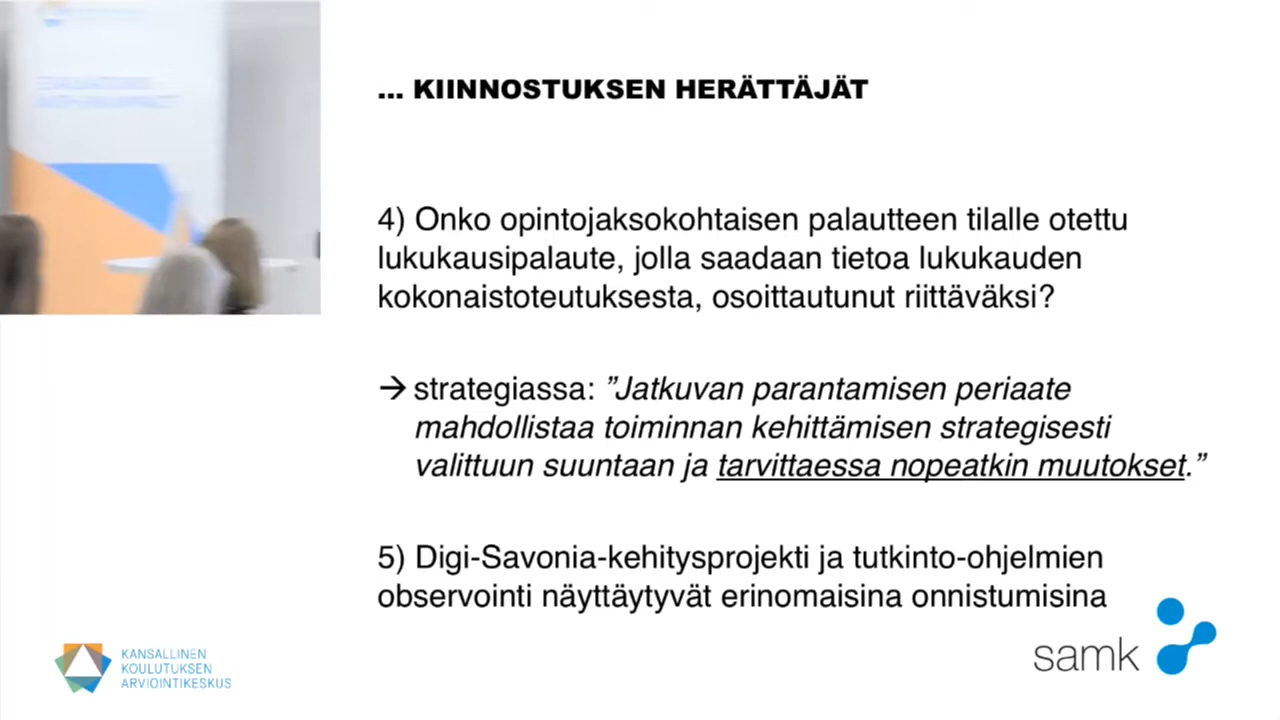 ... KIINNOSTUKSEN HERÄTTÄJÄT
4) Onko opintojaksokohtaisen palautteen tilalle otettu
lukukausipalaute, jolla saadaan tietoa lukukauden
kokonaistoteutuksesta, osoittautunut riittäväksi?
→ strategiassa: ”Jatkuvan parantamisen periaate
mahdollistaa toiminnan kehittämisen strategisesti
valittuun suuntaan ja tarvittaessa nopeatkin muutokset.”
5) Digi-Savonia-kehitysprojekti ja tutkinto-ohjelmien
observointi näyttäytyvät erinomaisina onnistumisina
KANSALLINEN
KOULUTUKSEN
ARVIOINTIKESKUS
samk